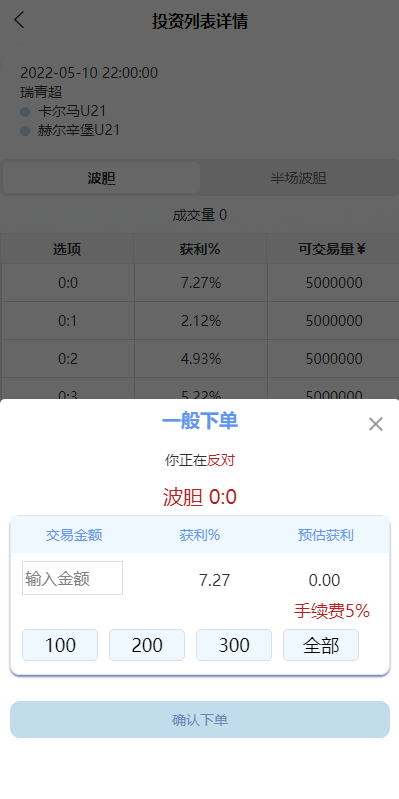 投资列表详情
2022-05-10 22:00:00
瑞青超
卡尔马U21
赫尔辛堡U21
波胆 半场波胆
成交量 0
选项 获利% 可交易量¥
0:0 7.27% 5000000
0:1 2.12% 5000000
0:2 4.93% 5000000
0:3 5.22% 5000000
一般下单
你正在反对
波胆 0:0
交易金额 获利% 预估获利
输入金额 7.27 0.00
手续费5%
100 200 300 全部
确认下单